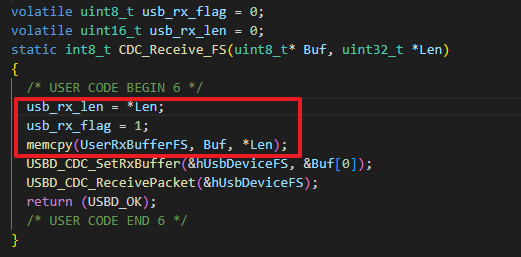 volatile uint8_t usb_rx_flag = 0;
volatile uint16_t usb_rx_len = 0;
static int8_t CDC_Receive_FS(uint8_t* Buf, uint32_t *Len)
{
  /* USER CODE BEGIN 6 */
  usb_rx_len = *Len;
  usb_rx_flag = 1;
  memcpy(UserRxBufferFS, Buf, *Len);
  USBD_CDC_SetRxBuffer(&hUsbDeviceFS, &Buf[0]);
  USBD_CDC_ReceivePacket(&hUsbDeviceFS);
  return (USBD_OK);
  /* USER CODE END 6 */
}